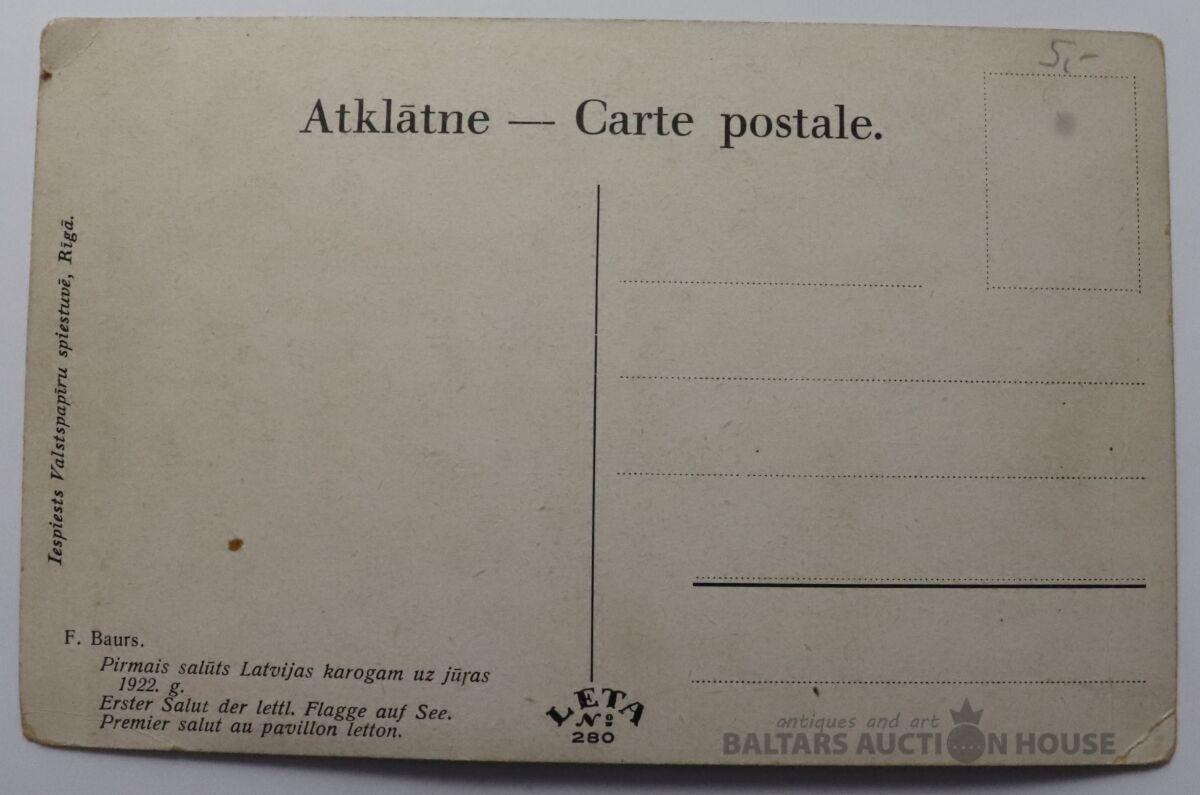 5,-
Atklātne — Carte postale.
Iespiests Valstspapīru spiestuvē, Rīgā.
F. Baurs.
Pirmais salūts Latvijas karogam uz jūŗas
1922. g.
Erster Salut der lettl. Flagge auf See.
Premier salut au pavillon letton.
LETA
№
280
antiques and art
BALTARS AUCTION HOUSE